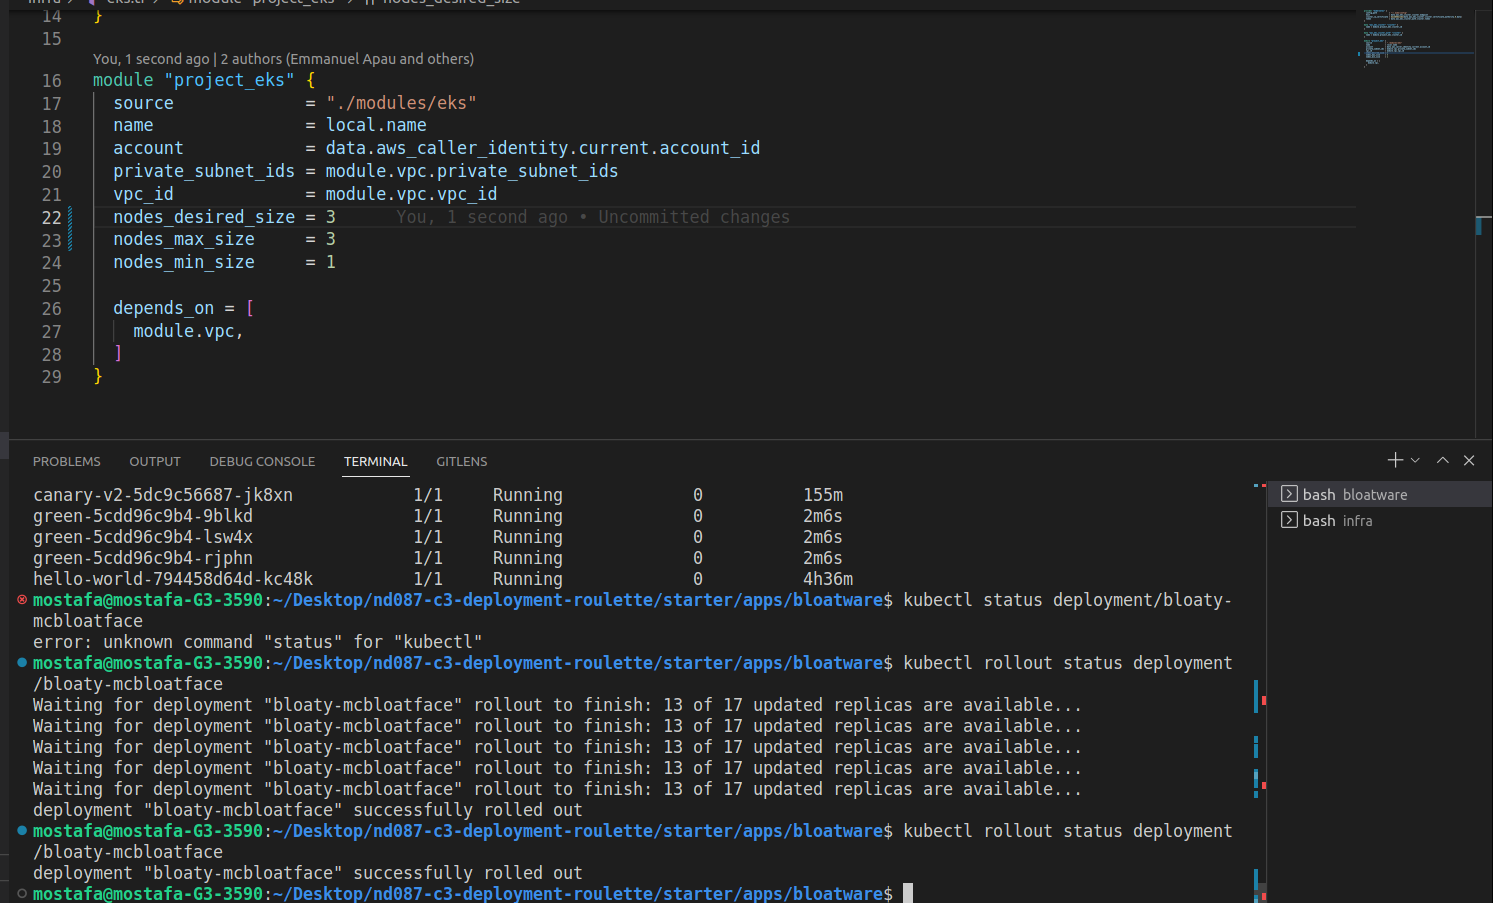 14 }
15
You, 1 second ago | 2 authors (Emmanuel Apau and others)
16 module "project_eks" {
17 source = "./modules/eks"
18 name = local.name
19 account = data.aws_caller_identity.current.account_id
20 private_subnet_ids = module.vpc.private_subnet_ids
21 vpc_id = module.vpc.vpc_id
22 nodes_desired_size = 3 You, 1 second ago • Uncommitted changes
23 nodes_max_size = 3
24 nodes_min_size = 1
25
26 depends_on = [
27 module.vpc,
28 ]
29 }
PROBLEMS OUTPUT DEBUG CONSOLE TERMINAL GITLENS
canary-v2-5dc9c56687-jk8xn 1/1 Running 0 155m
green-5cdd96c9b4-9blkd 1/1 Running 0 2m6s
green-5cdd96c9b4-lsw4x 1/1 Running 0 2m6s
green-5cdd96c9b4-rjphn 1/1 Running 0 2m6s
hello-world-794458d64d-kc48k 1/1 Running 0 4h36m
mostafa@mostafa-G3-3590:~/Desktop/nd087-c3-deployment-roulette/starter/apps/bloatware$ kubectl status deployment/bloaty-
mcbloatface
error: unknown command "status" for "kubectl"
mostafa@mostafa-G3-3590:~/Desktop/nd087-c3-deployment-roulette/starter/apps/bloatware$ kubectl rollout status deployment
/bloaty-mcbloatface
Waiting for deployment "bloaty-mcbloatface" rollout to finish: 13 of 17 updated replicas are available...
Waiting for deployment "bloaty-mcbloatface" rollout to finish: 13 of 17 updated replicas are available...
Waiting for deployment "bloaty-mcbloatface" rollout to finish: 13 of 17 updated replicas are available...
Waiting for deployment "bloaty-mcbloatface" rollout to finish: 13 of 17 updated replicas are available...
Waiting for deployment "bloaty-mcbloatface" rollout to finish: 13 of 17 updated replicas are available...
deployment "bloaty-mcbloatface" successfully rolled out
mostafa@mostafa-G3-3590:~/Desktop/nd087-c3-deployment-roulette/starter/apps/bloatware$ kubectl rollout status deployment
/bloaty-mcbloatface
deployment "bloaty-mcbloatface" successfully rolled out
mostafa@mostafa-G3-3590:~/Desktop/nd087-c3-deployment-roulette/starter/apps/bloatware$
bash bloatware
bash infra